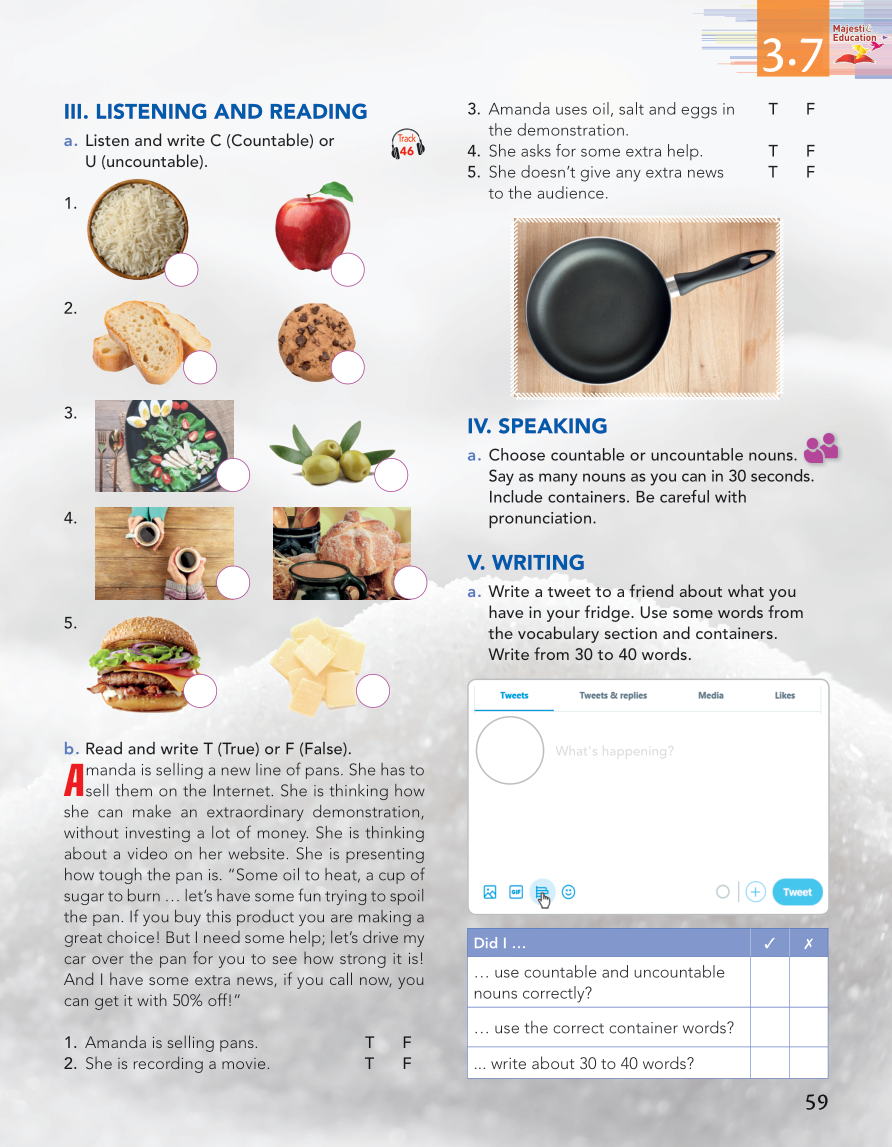 3.7
Majestic
Education
III. LISTENING AND READING
a. Listen and write C (Countable) or
U (uncountable).
Track
46
1.
2.
3.
4.
5.
b. Read and write T (True) or F (False).
Amanda is selling a new line of pans. She has to
sell them on the Internet. She is thinking how
she can make an extraordinary demonstration,
without investing a lot of money. She is thinking
about a video on her website. She is presenting
how tough the pan is. “Some oil to heat, a cup of
sugar to burn … let’s have some fun trying to spoil
the pan. If you buy this product you are making a
great choice! But I need some help; let’s drive my
car over the pan for you to see how strong it is!
And I have some extra news, if you call now, you
can get it with 50% off!”
1. Amanda is selling pans. T F
2. She is recording a movie. T F
3. Amanda uses oil, salt and eggs in T F
the demonstration.
4. She asks for some extra help. T F
5. She doesn’t give any extra news T F
to the audience.
IV. SPEAKING
a. Choose countable or uncountable nouns.
Say as many nouns as you can in 30 seconds.
Include containers. Be careful with
pronunciation.
V. WRITING
a. Write a tweet to a friend about what you
have in your fridge. Use some words from
the vocabulary section and containers.
Write from 30 to 40 words.
Tweets Tweets & replies Media Likes
What's happening?
GIF
Tweet
Did I … ✓ ✗
… use countable and uncountable
nouns correctly?
… use the correct container words?
... write about 30 to 40 words?
59